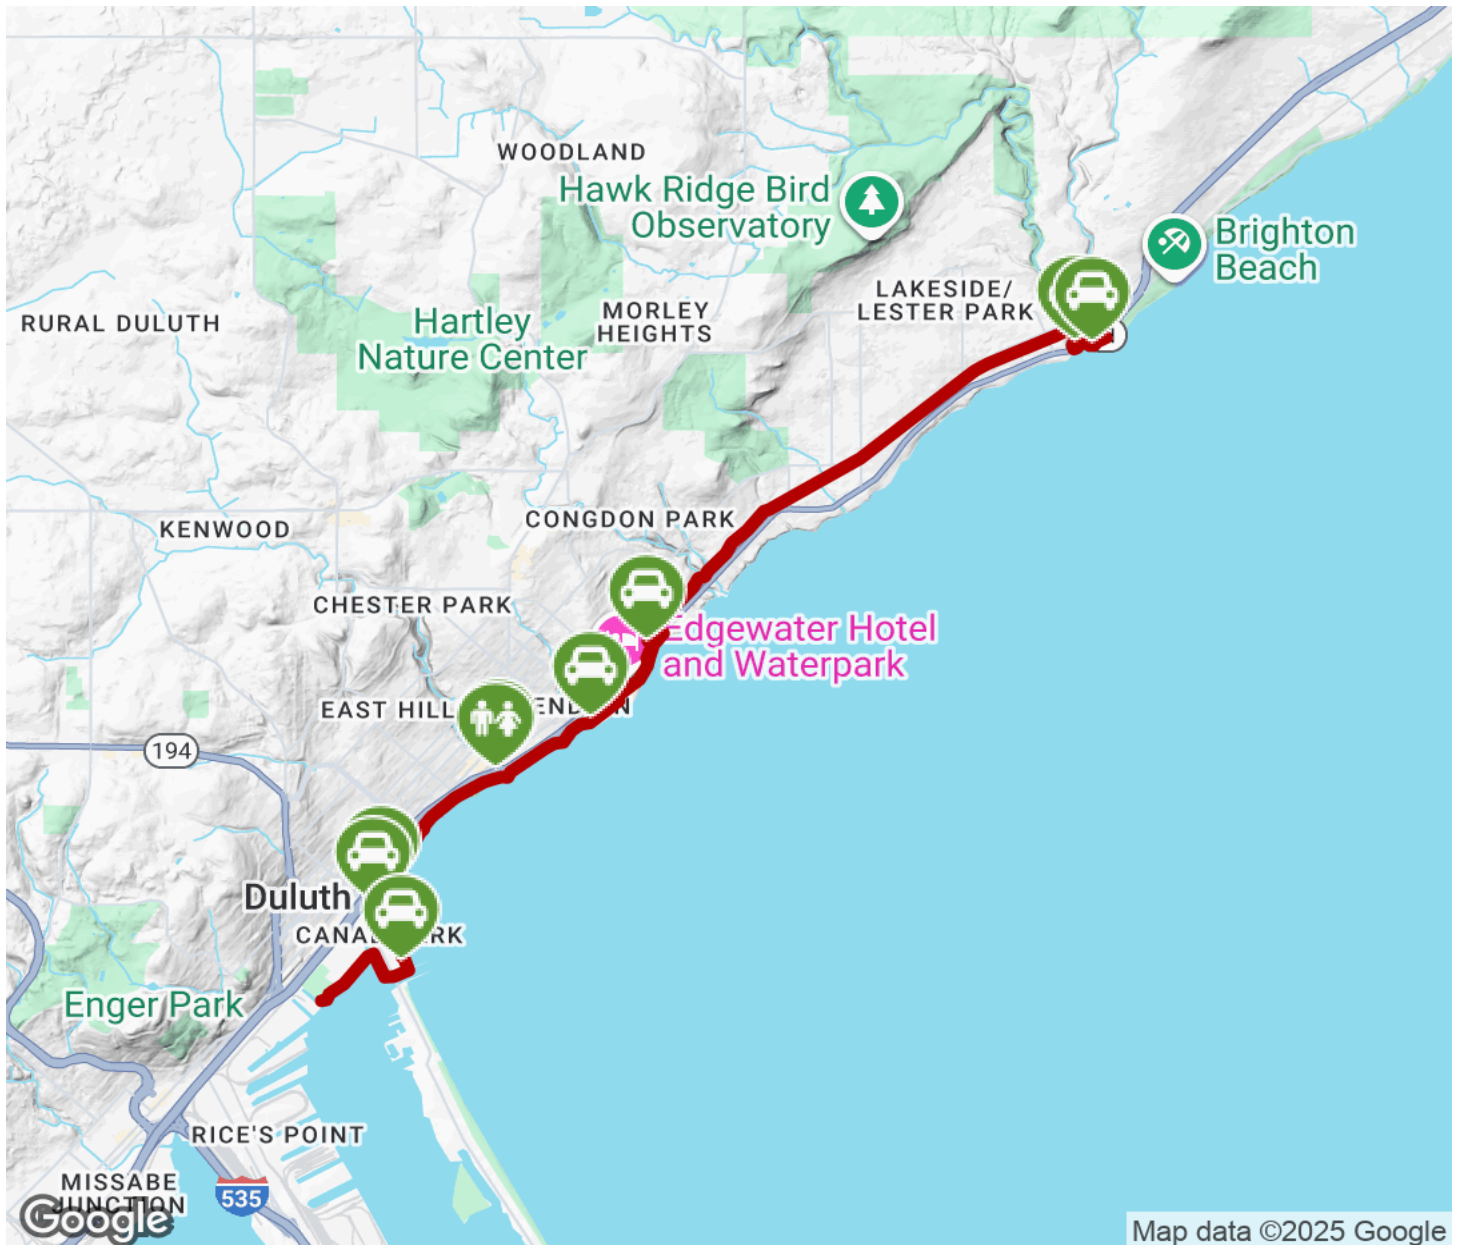 WOODLAND
Hawk Ridge Bird
Observatory
Brighton
Beach
LAKESIDE/
LESTER PARK
RURAL DULUTH
Hartley
Nature Center
MORLEY
HEIGHTS
KENWOOD
CONGDON PARK
CHESTER PARK
Edgewater Hotel
and Waterpark
EAST HILL
194
Duluth
Enger Park
RICE'S POINT
MISSABE
JUNCTION
535
Google
Map data ©2025 Google